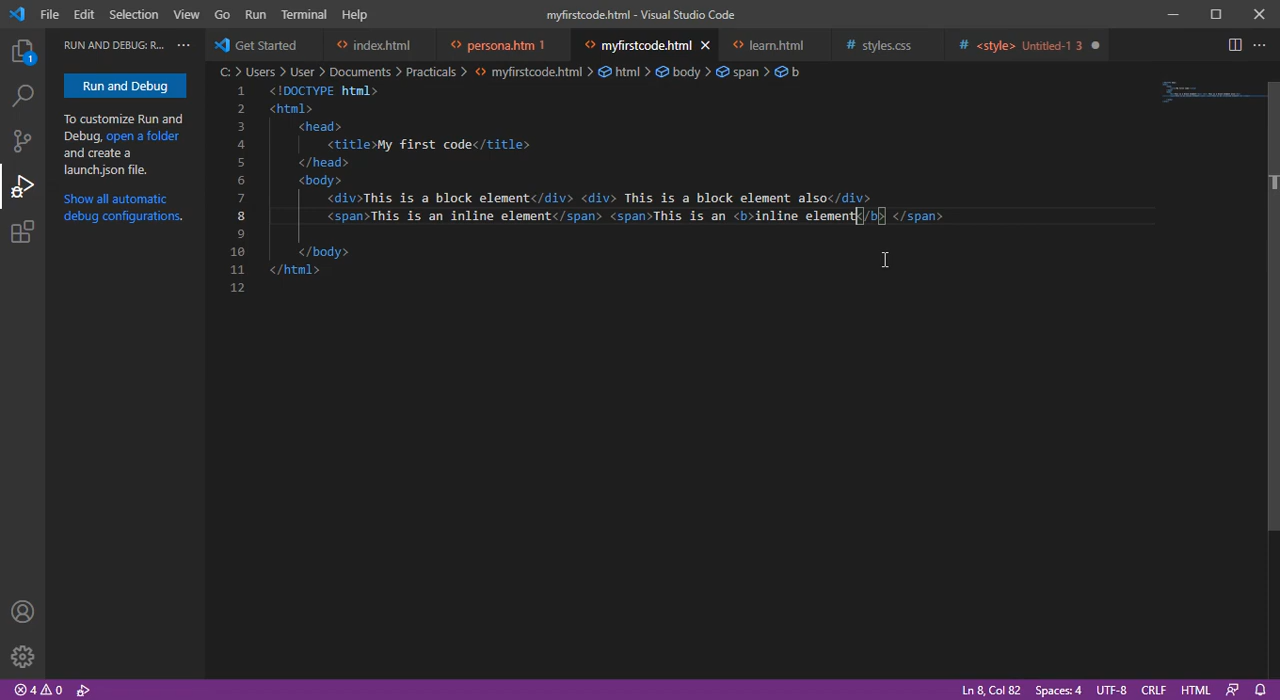 File Edit Selection View Go Run Terminal Help
myfirstcode.html - Visual Studio Code
RUN AND DEBUG: R... ···
Get Started
index.html
persona.htm 1
myfirstcode.html
learn.html
# styles.css
# <style> Untitled-1 3
1
C: > Users > User > Documents > Practicals > myfirstcode.html > html > body > span > b
Run and Debug
To customize Run and
Debug, open a folder
and create a
launch.json file.
Show all automatic
debug configurations.
1 <!DOCTYPE html>
2 <html>
3 <head>
4 <title>My first code</title>
5 </head>
6 <body>
7 <div>This is a block element</div> <div> This is a block element also</div>
8 <span>This is an inline element</span> <span>This is an <b>inline element</b> </span>
9
10 </body>
11 </html>
12
4 0
Ln 8, Col 82 Spaces: 4 UTF-8 CRLF HTML